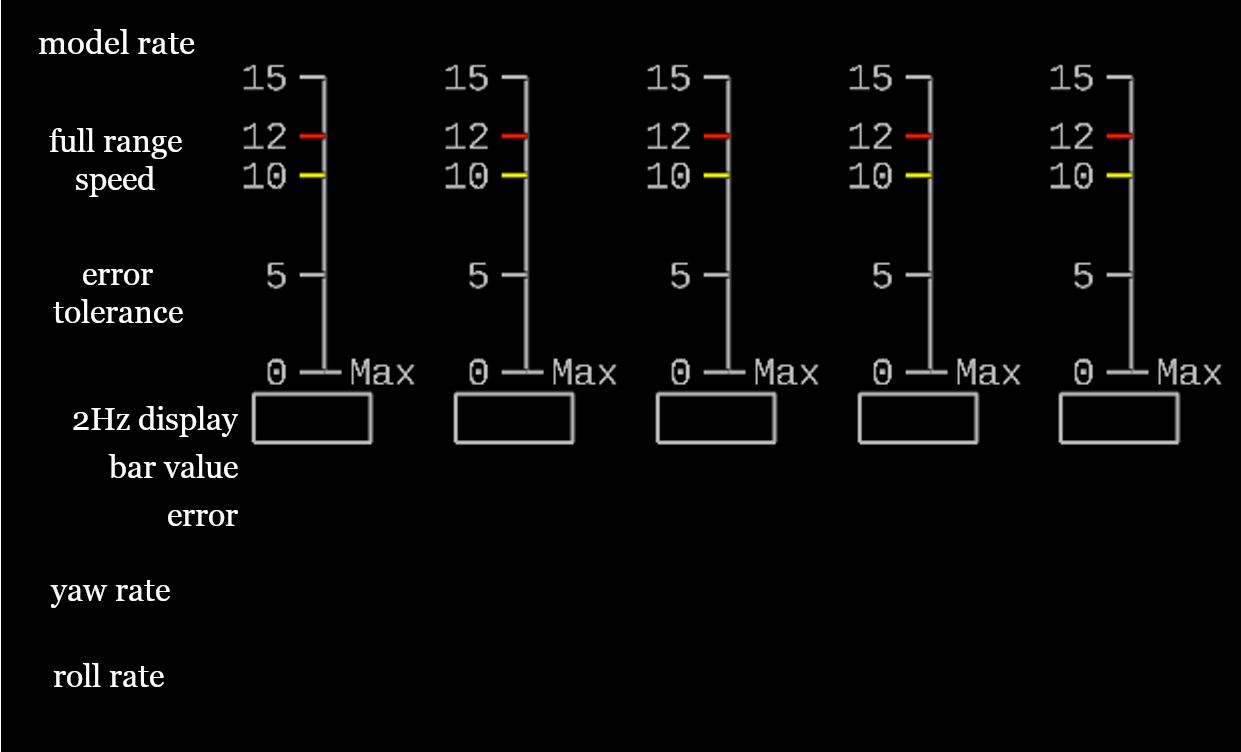 model rate
15 15 15 15 15
12 12 12 12 12
full range
speed
10 10 10 10 10
error
5 5 5 5 5
tolerance
0 Max 0 Max 0 Max 0 Max 0 Max
2Hz display
bar value
error
yaw rate
roll rate